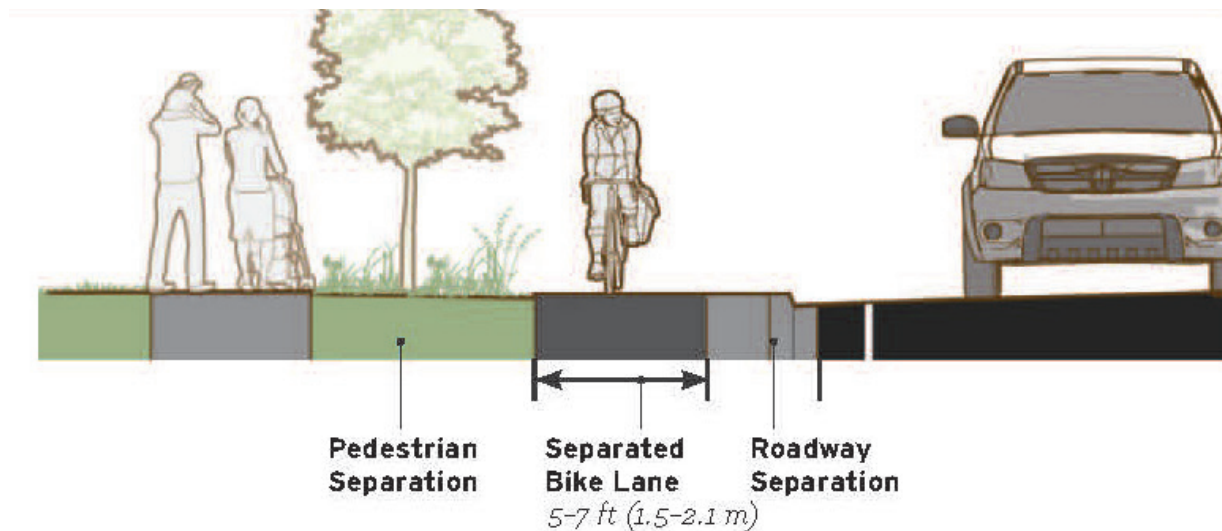 Pedestrian
Separation
Separated
Bike Lane
5-7 ft (1.5-2.1 m)
Roadway
Separation